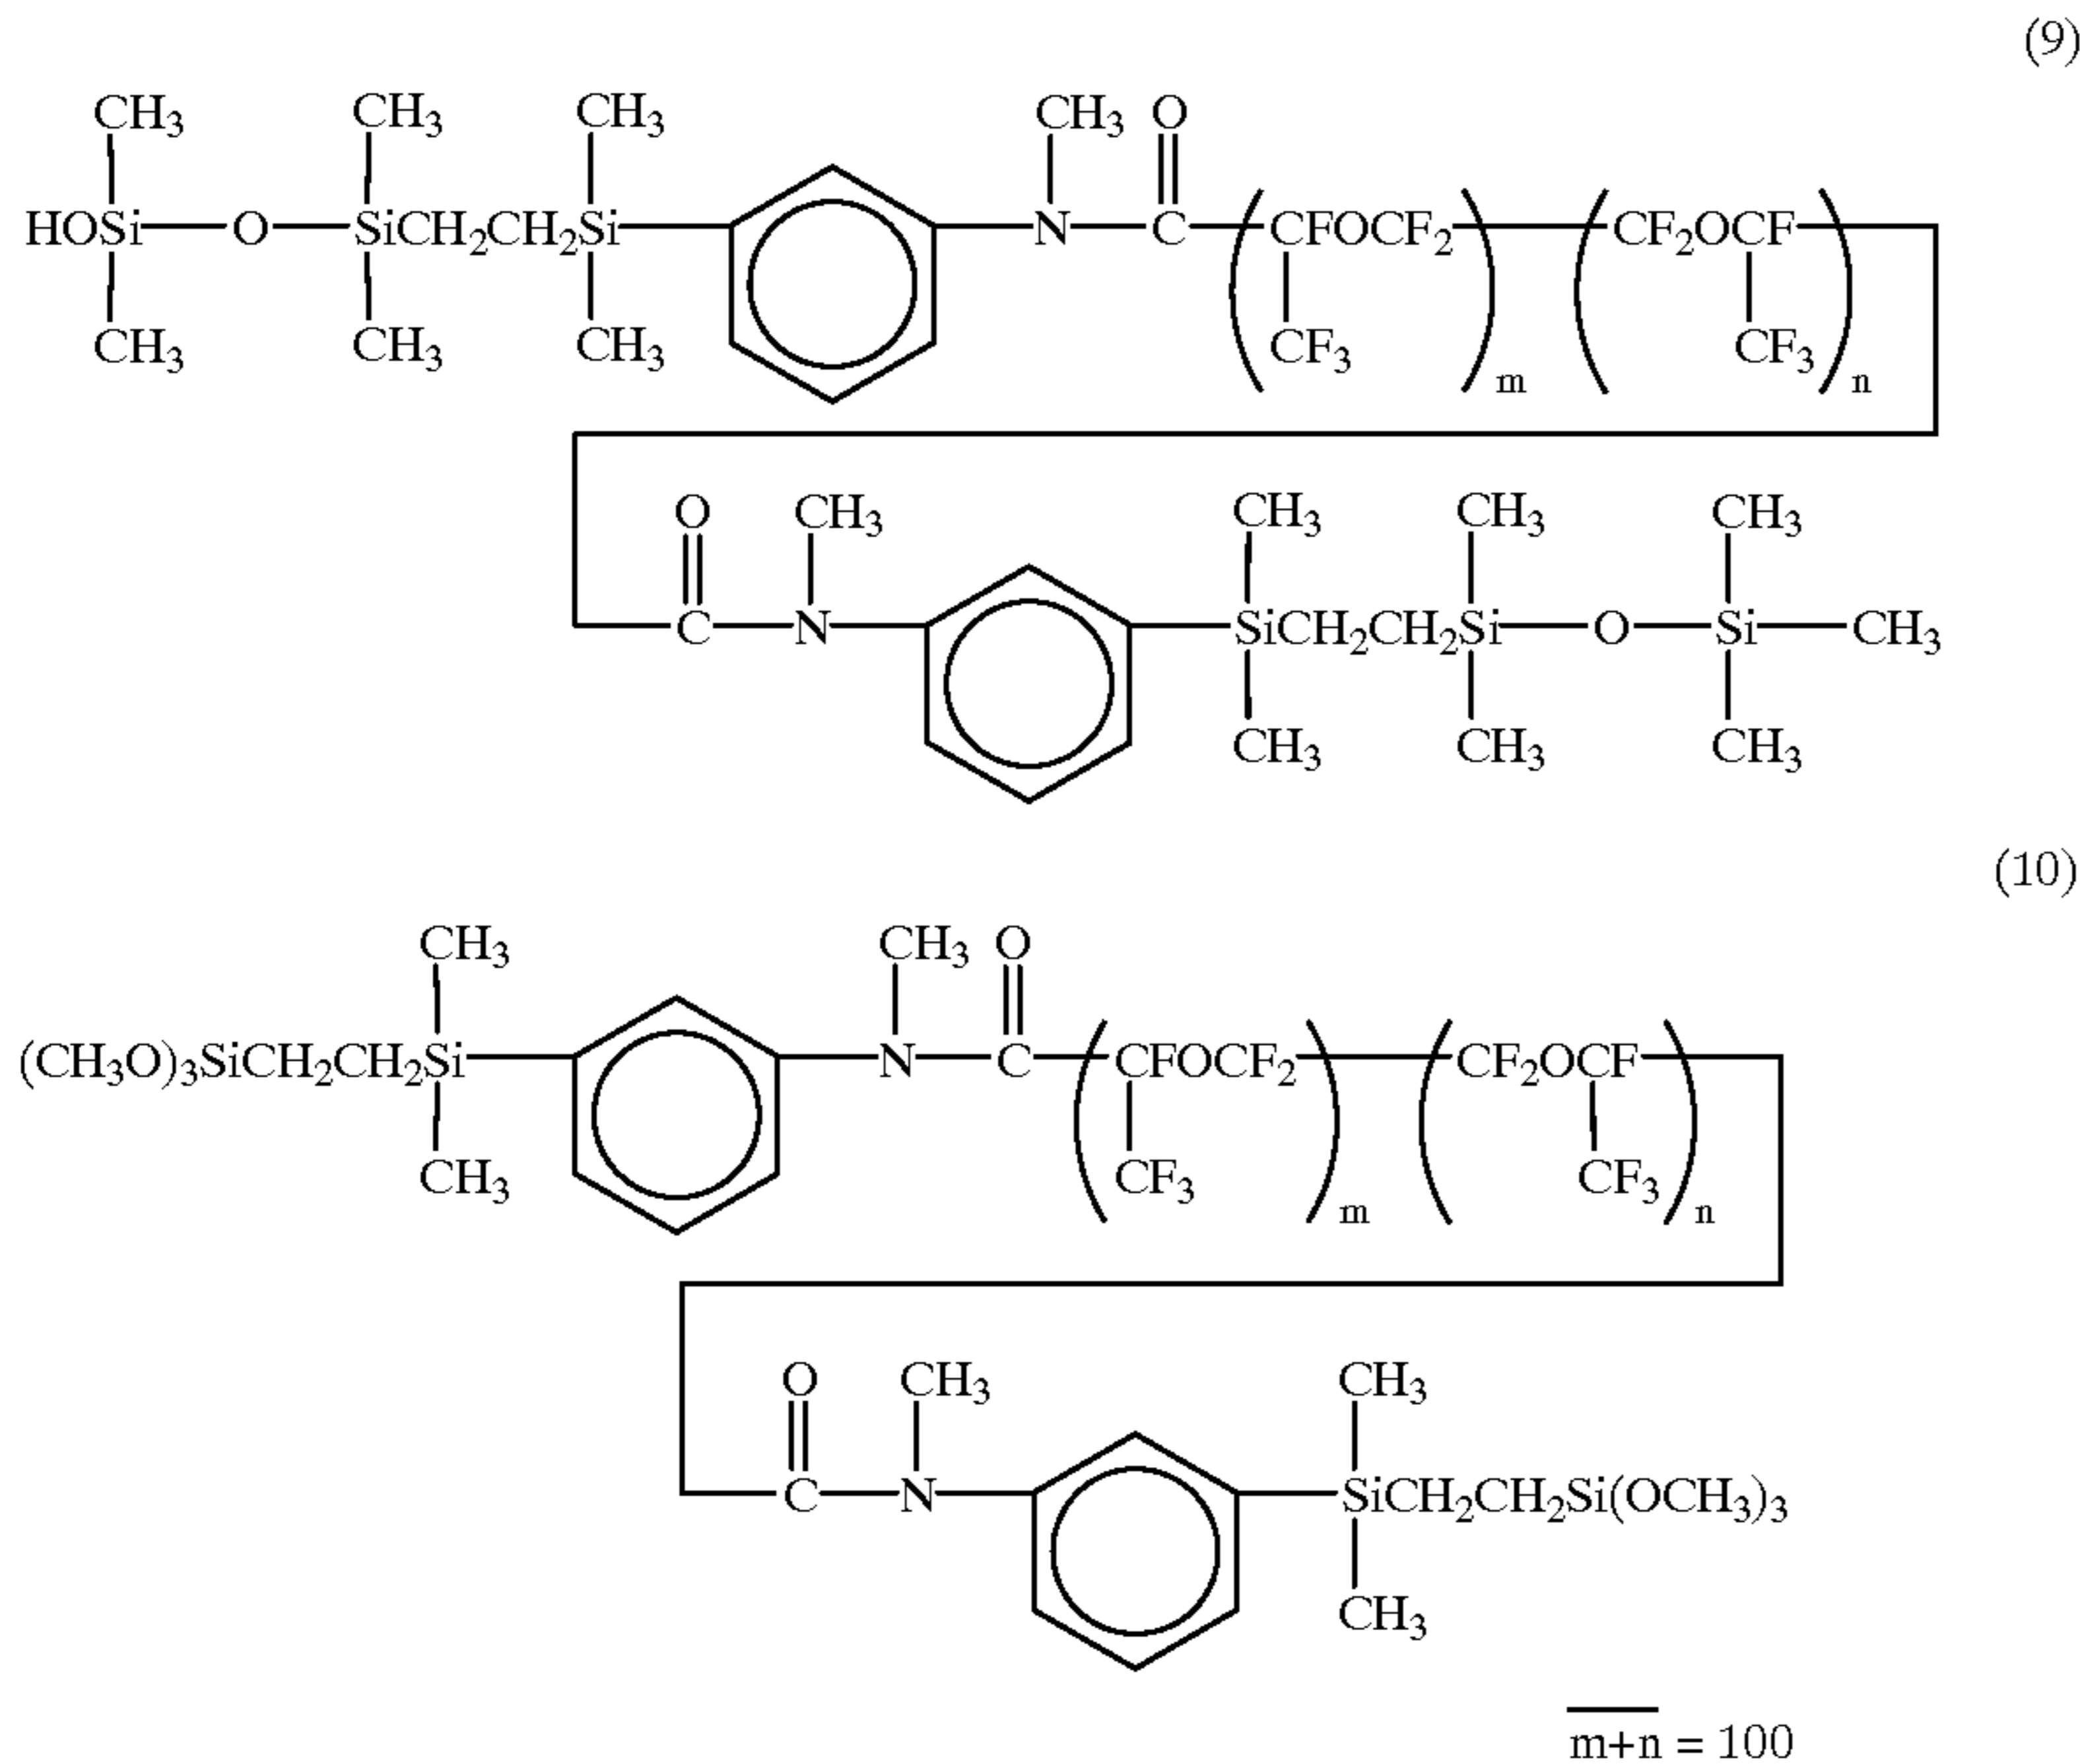 (9)
CH3 CH3 CH3 CH3 O
HOSi O SiCH2CH2Si N C CFOCF2 CF2OCF
CH3 CH3 CH3 CF3 m CF3 n
O CH3 CH3 CH3 CH3
C N SiCH2CH2Si O Si CH3
CH3 CH3 CH3
(10)
CH3 CH3 O
(CH3O)3SiCH2CH2Si N C CFOCF2 CF2OCF
CH3 CF3 m CF3 n
O CH3 CH3
C N SiCH2CH2Si(OCH3)3
CH3
m+n = 100